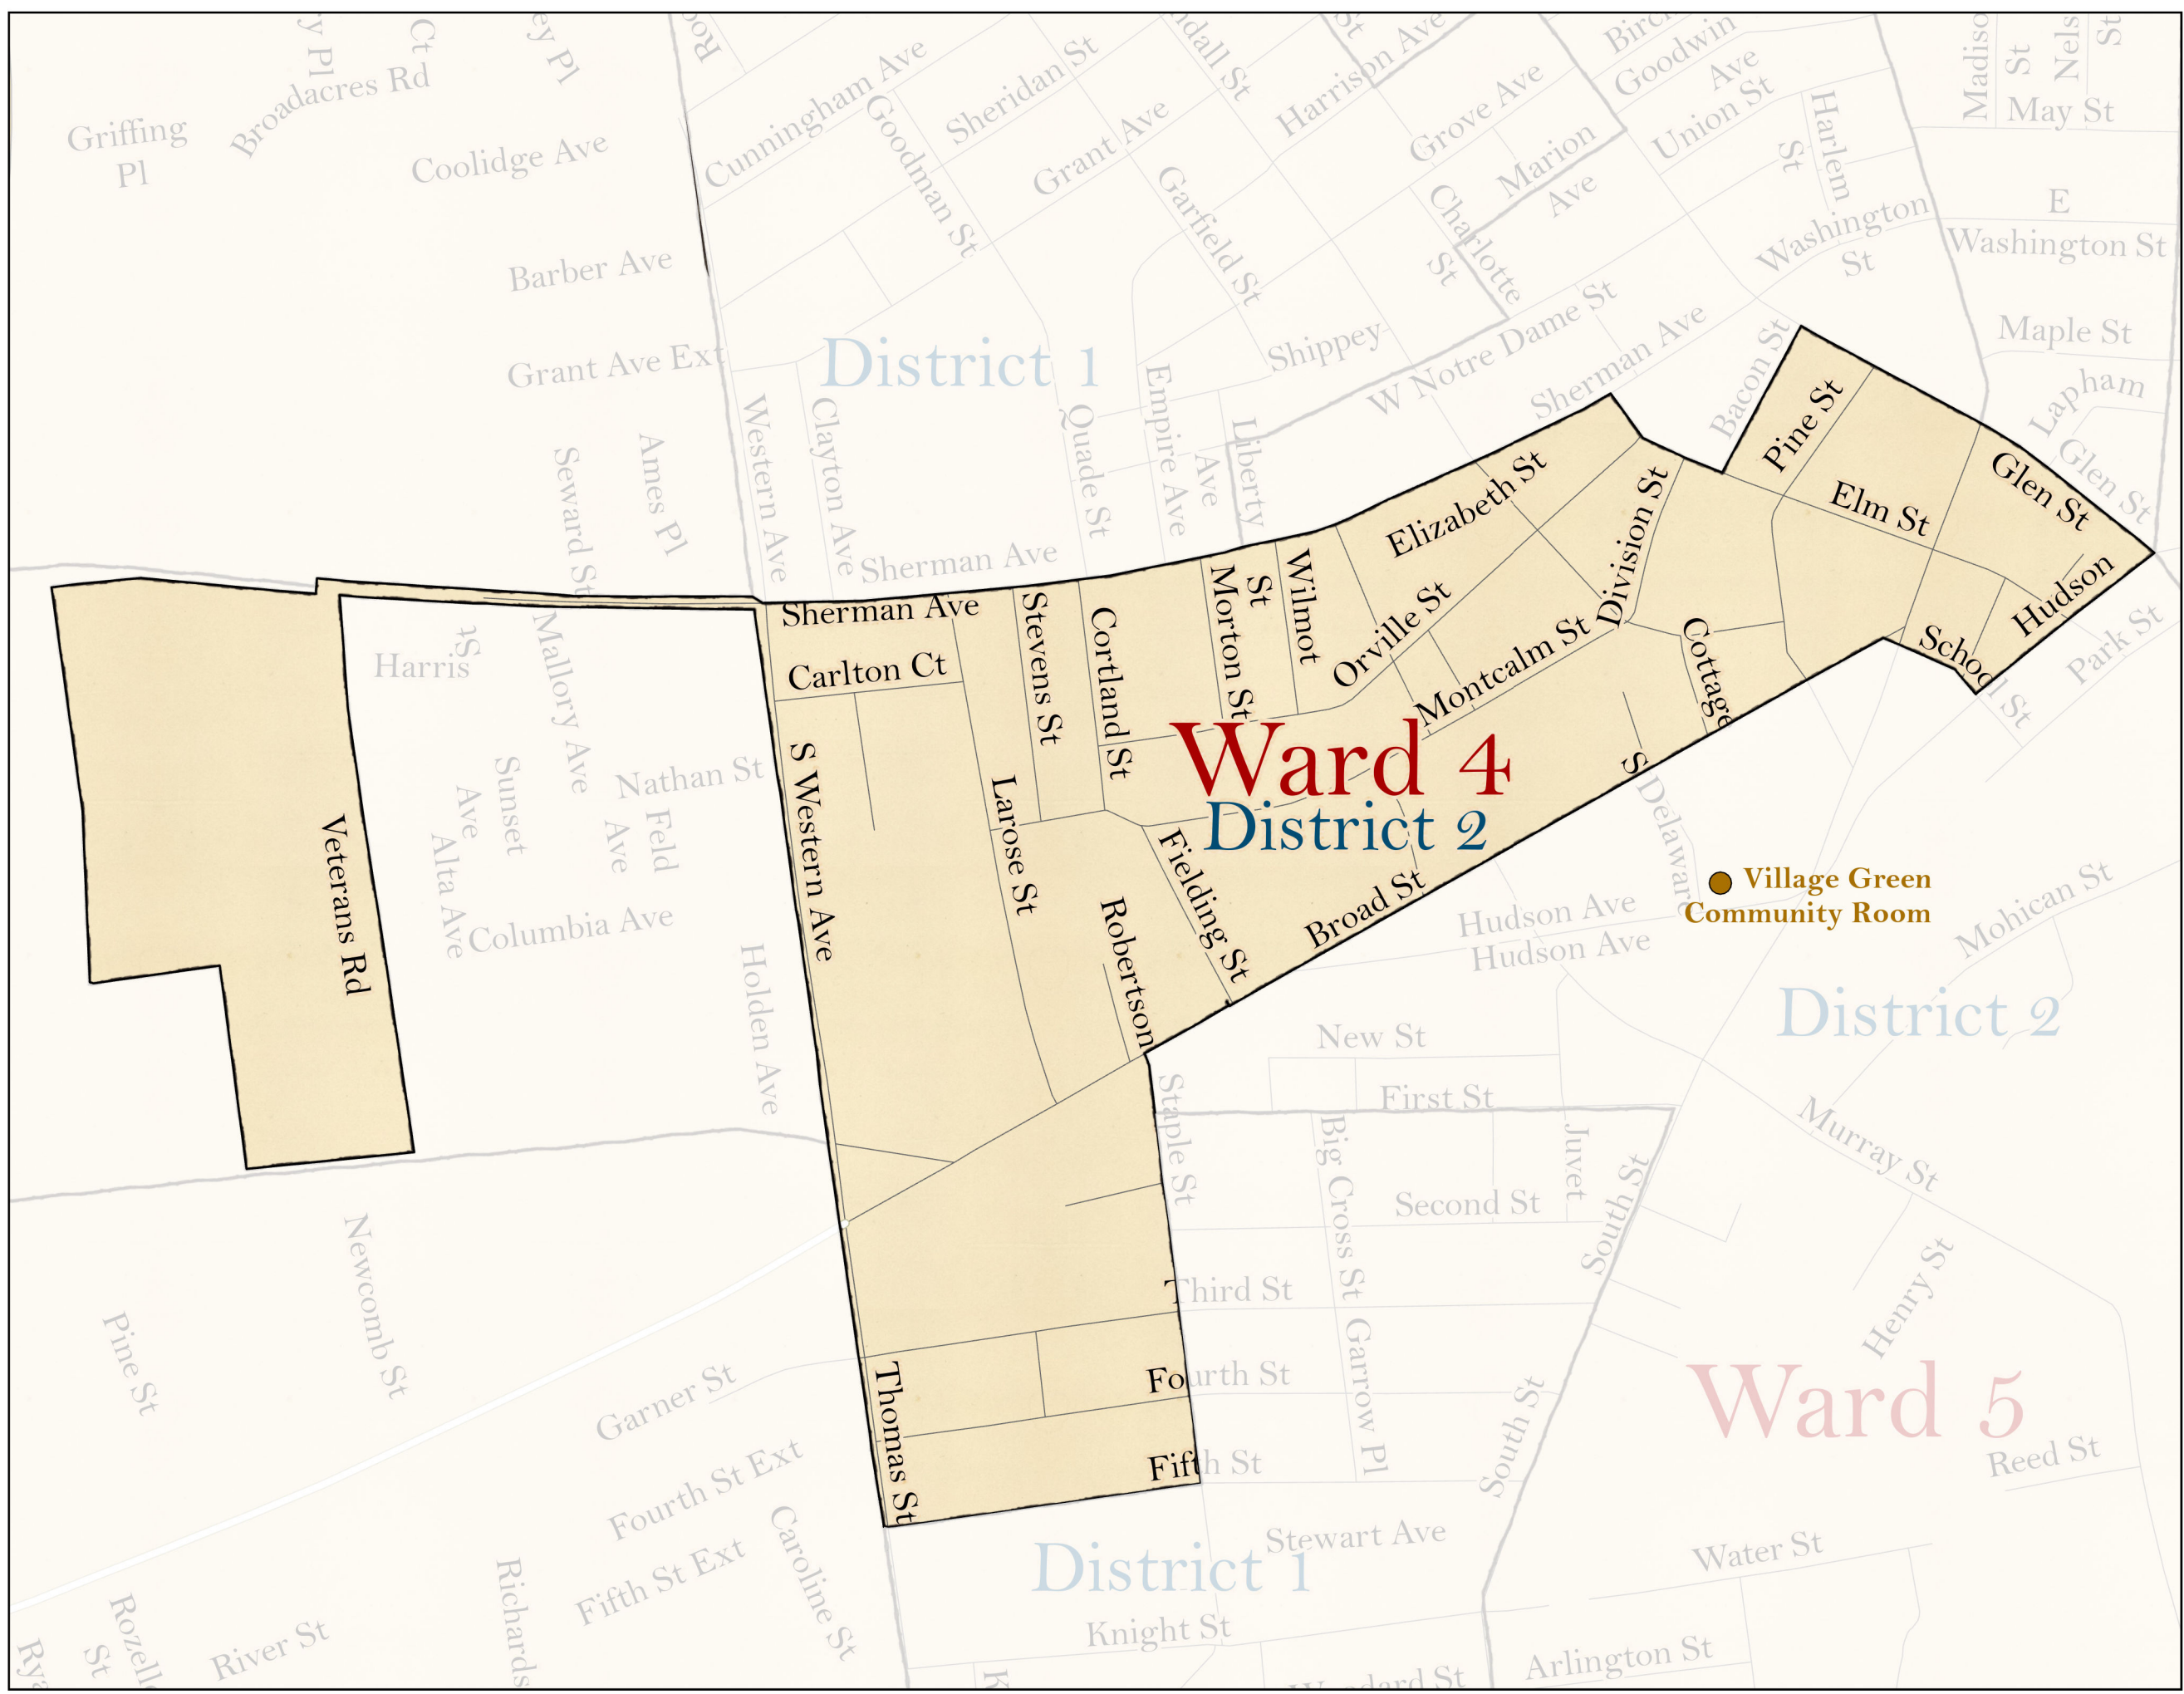 Griffing
Pl
Broadacres Rd
Ct
Coolidge Ave
Barber Ave
Grant Ave Ext
Seward St
Ames Pl
Western Ave
Clayton Ave
Cunningham Ave
Goodman St
Sheridan St
Grant Ave
Garfield St
Harrison Ave
Grove Ave
Marion
Ave
Charlotte
St
Goodwin
Ave
Union St
Harlem
St
Washington
St
May St
E
Washington St
Maple St
Lapham
Glen St
District 1
Quade St
Empire Ave
Liberty
Ave
Shippey
W Notre Dame St
Sherman Ave
Bacon St
Sherman Ave
Pine St
Elm St
Glen St
Hudson
School St
Park St
Elizabeth St
Division St
Orville St
Montcalm St
Cottage
Wilmot
St
Morton St
Cortland St
Stevens St
Sherman Ave
Carlton Ct
Harris
St
Mallory Ave
Nathan St
Sunset
Ave
Feld
Ave
Alta Ave
Columbia Ave
Holden Ave
Veterans Rd
S Western Ave
Larose St
Robertson
Fielding St
Broad St
Ward 4
District 2
S Delaware
Village Green
Community Room
Hudson Ave
Hudson Ave
Mohican St
District 2
New St
First St
Staple St
Big Cross St
Second St
Juvet
South St
Murray St
Henry St
Third St
Fourth St
Fifth St
Garrow Pl
South St
Ward 5
Reed St
Thomas St
Garner St
Fourth St Ext
Fifth St Ext
Caroline St
Newcomb St
Pine St
River St
Richards
St
District 1
Stewart Ave
Knight St
Water St
Arlington St